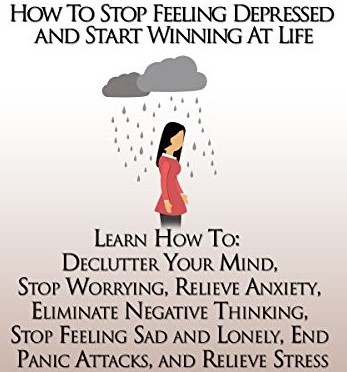 How To Stop Feeling Depressed
and Start Winning At Life
Learn How To:
Declutter Your Mind,
Stop Worrying, Relieve Anxiety,
Eliminate Negative Thinking,
Stop Feeling Sad and Lonely, End
Panic Attacks, and Relieve Stress